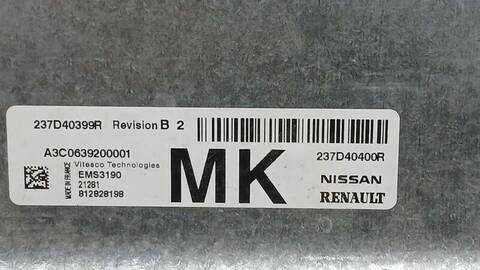 237D40399R Revision B 2
A3C0639200001
Vitesco Technologies
MADE IN FRANCE
EMS3190
21281
812828198
MK
237D40400R
NISSAN
RENAULT